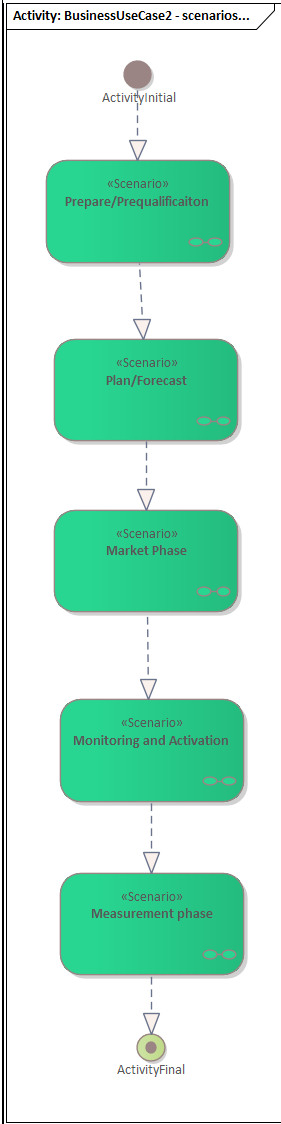 Activity: BusinessUseCase2 - scenarios...
ActivityInitial
«Scenario»
Prepare/Prequalificaiton
«Scenario»
Plan/Forecast
«Scenario»
Market Phase
«Scenario»
Monitoring and Activation
«Scenario»
Measurement phase
ActivityFinal